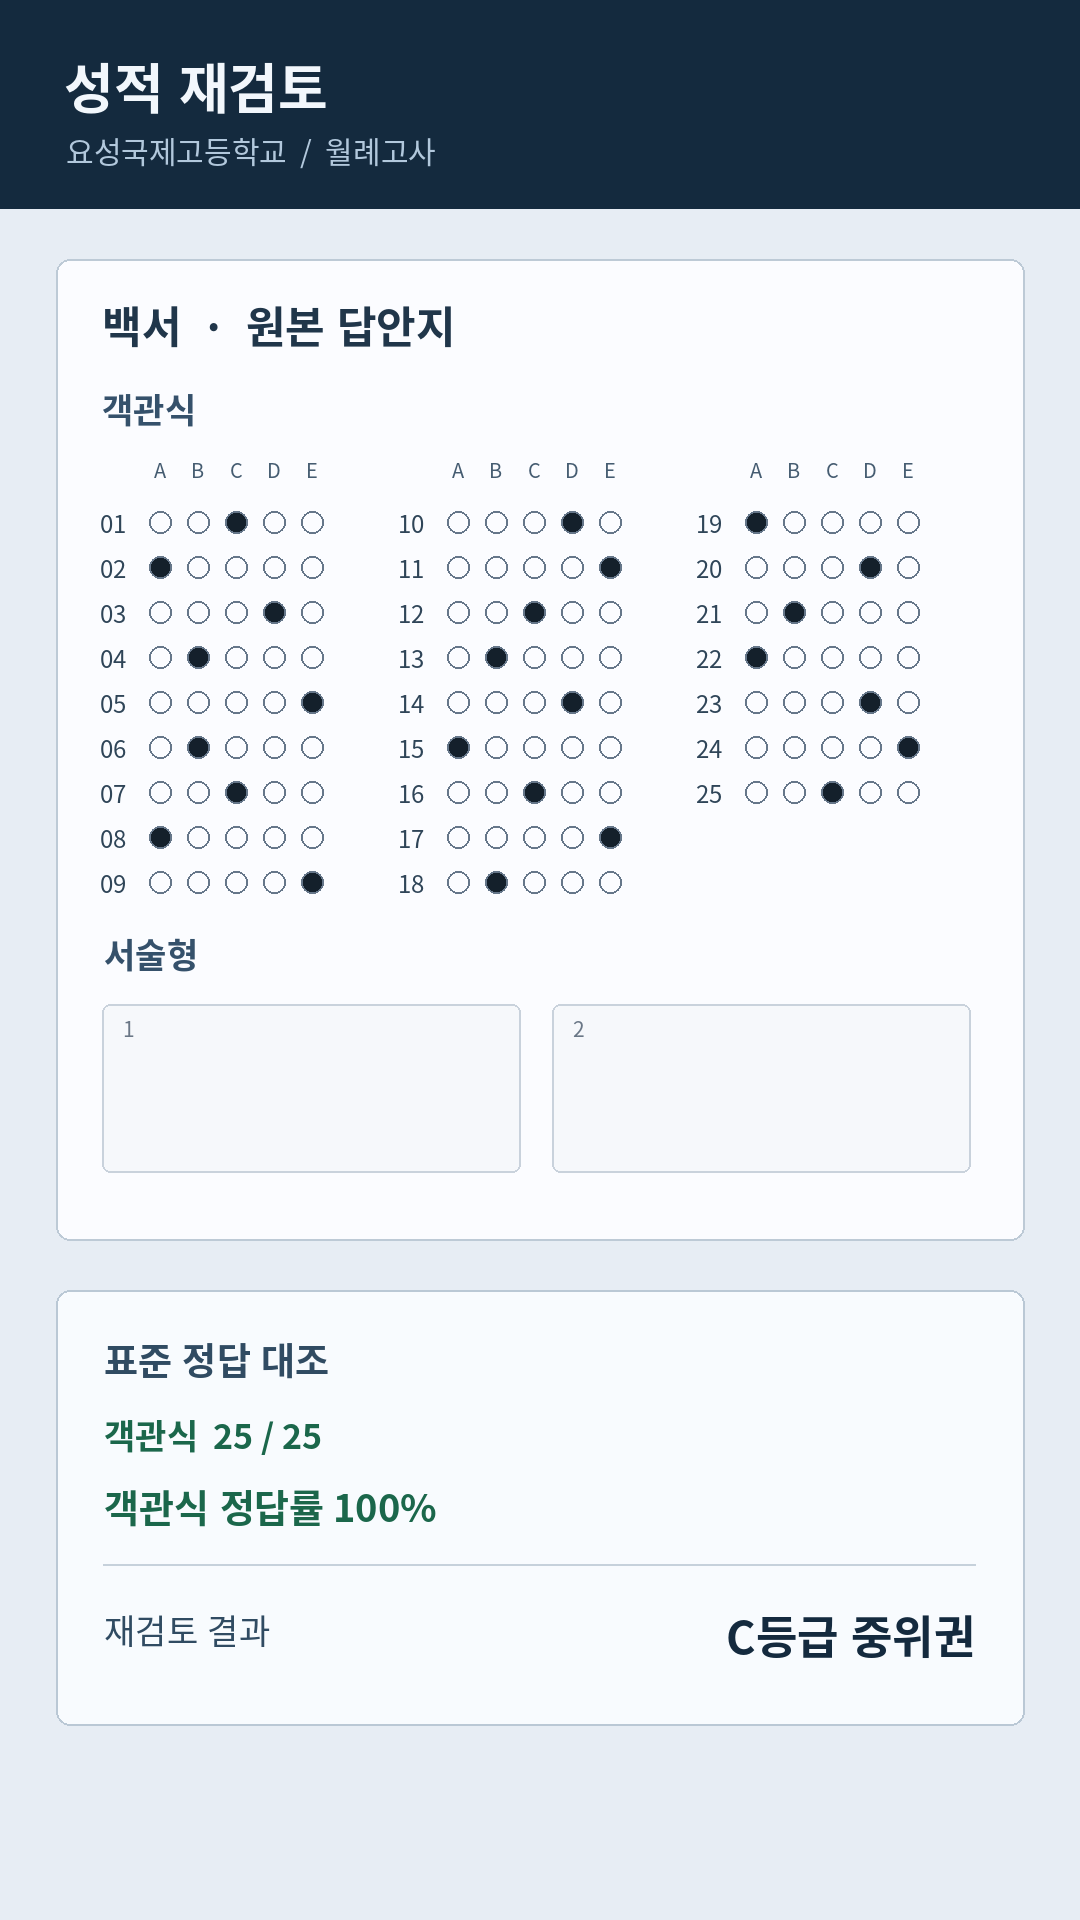 성적 재검토
요성국제고등학교 / 월례고사
백서 · 원본 답안지
객관식
A B C D E A B C D E A B C D E
01 10 19
02 11 20
03 12 21
04 13 22
05 14 23
06 15 24
07 16 25
08 17
09 18
서술형
1 2
표준 정답 대조
객관식 25 / 25
객관식 정답률 100%
재검토 결과 C등급 중위권